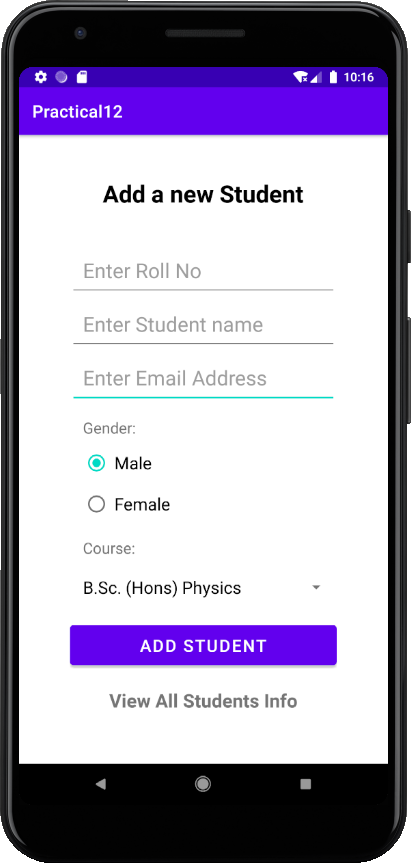 10:16
Practical12
Add a new Student
Enter Roll No
Enter Student name
Enter Email Address
Gender:
Male
Female
Course:
B.Sc. (Hons) Physics
ADD STUDENT
View All Students Info